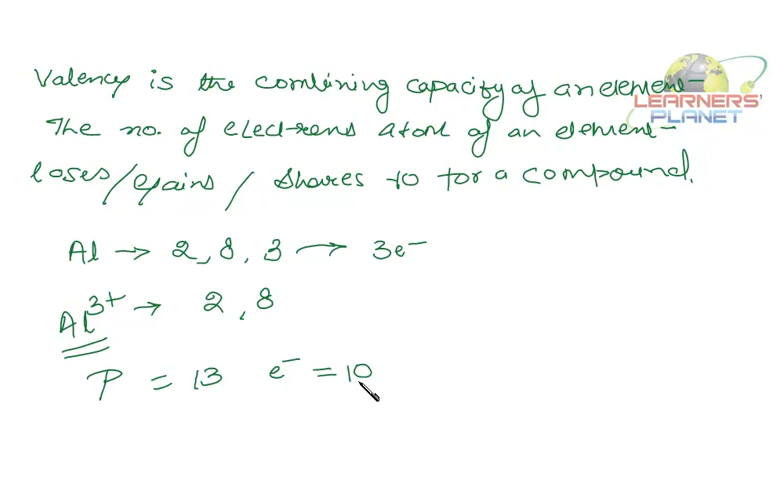 Valency is the combining capacity of an element
LEARNERS'
PLANET
The no. of electrons atom of an element
loses/gains/shares to for a compound.
Al → 2, 8, 3 → 3e⁻
Al³⁺ → 2, 8
P = 13 e⁻ = 10